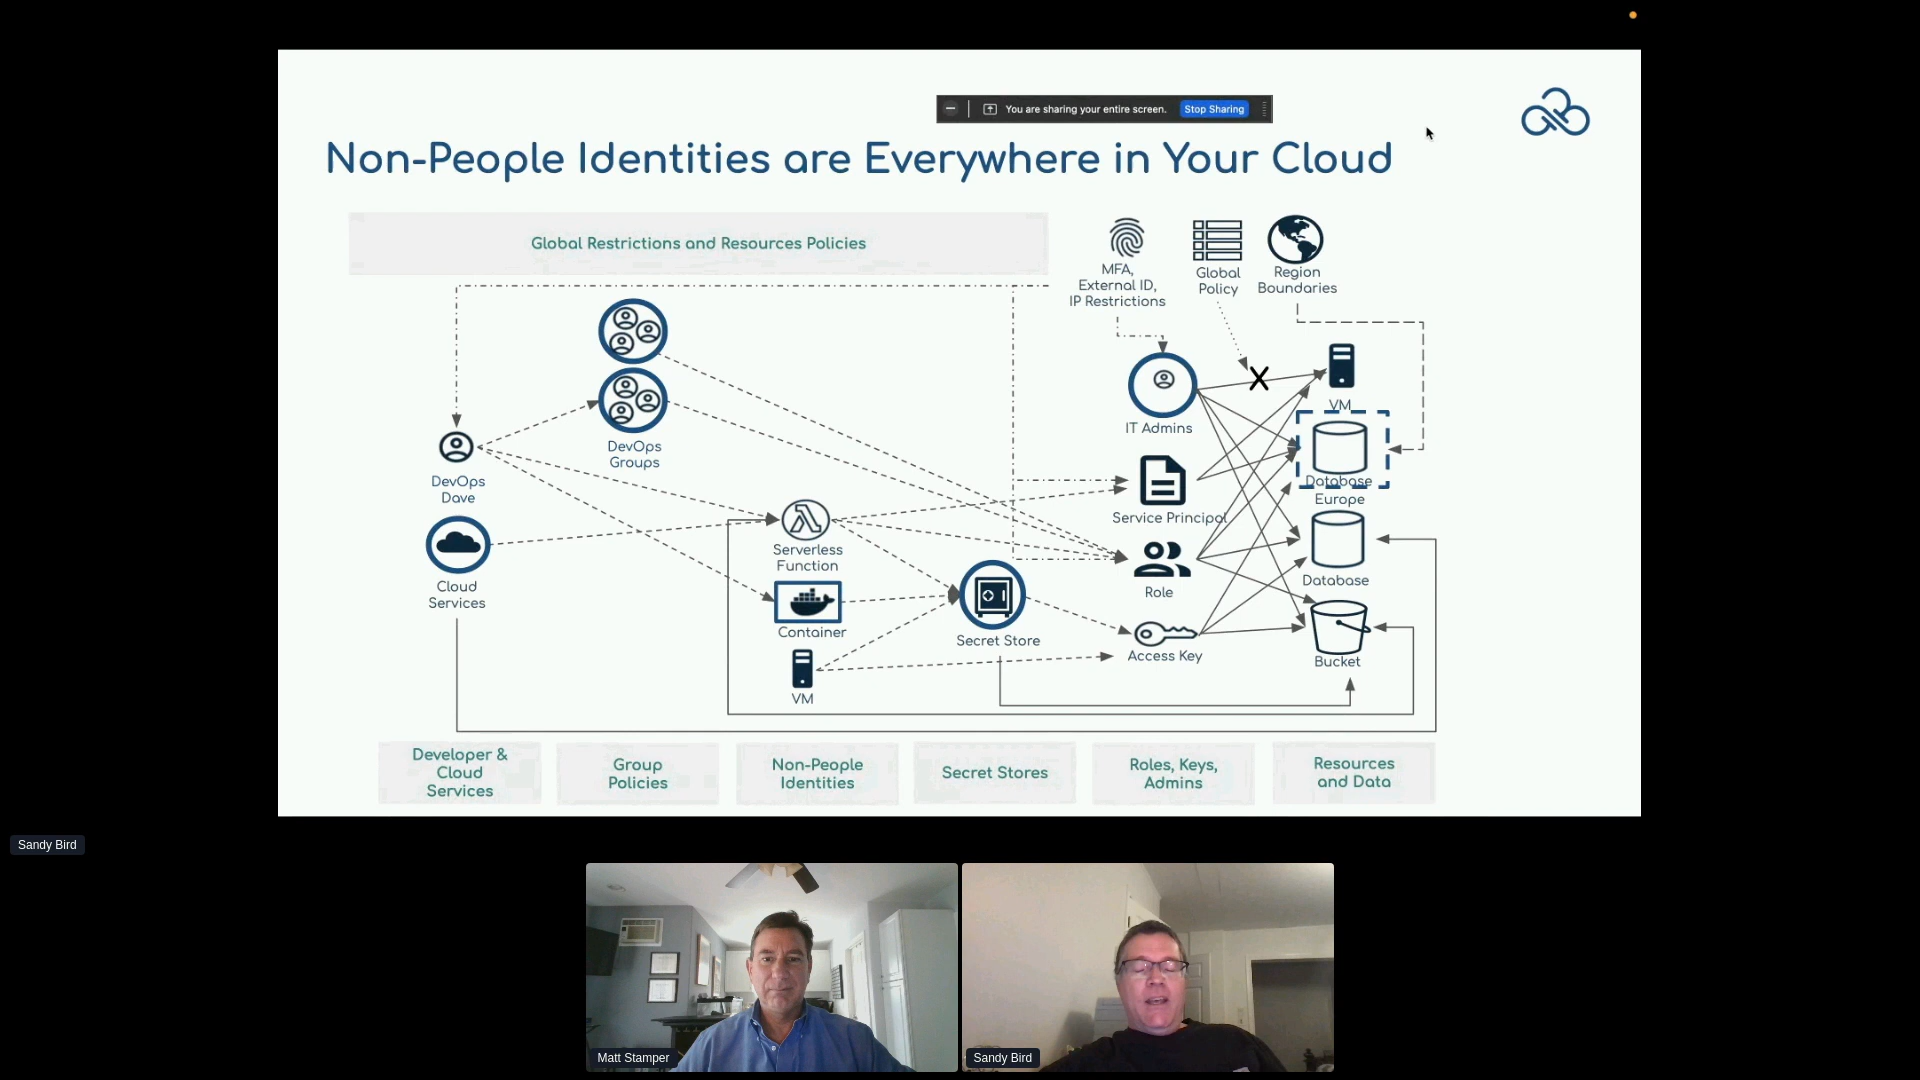 You are sharing your entire screen. Stop Sharing
Non-People Identities are Everywhere in Your Cloud
Global Restrictions and Resources Policies
MFA,
External ID,
IP Restrictions
Global
Policy
Region
Boundaries
X
VM
IT Admins
DevOps
Groups
DevOps
Dave
Database
Europe
Service Principal
Serverless
Function
Cloud
Services
Database
Role
Container
Secret Store
Access Key
Bucket
VM
Developer &
Cloud
Services
Group
Policies
Non-People
Identities
Secret Stores
Roles, Keys,
Admins
Resources
and Data
Sandy Bird
Matt Stamper
Sandy Bird